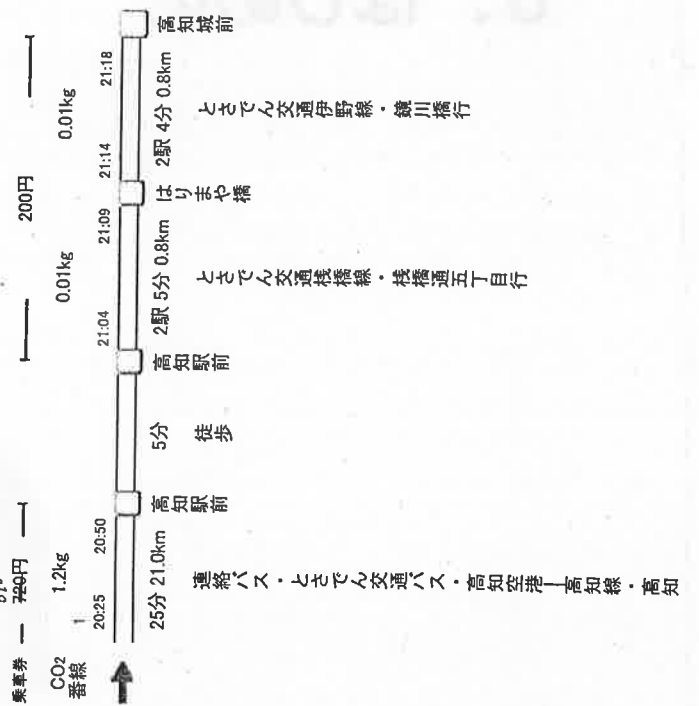 乗車券 720円 200円
CO2 1.2kg 0.01kg 0.01kg
番線 1
20:25 20:50 21:04 21:09 21:14 21:18
25分 21.0km
連絡バス・とさでん交通バス・高知空港―高知線・高知
高知駅前
5分
徒歩
高知駅前
2駅 5分 0.8km
とさでん交通桟橋線・桟橋通五丁目行
はりまや橋
2駅 4分 0.8km
とさでん交通伊野線・鏡川橋行
高知城前